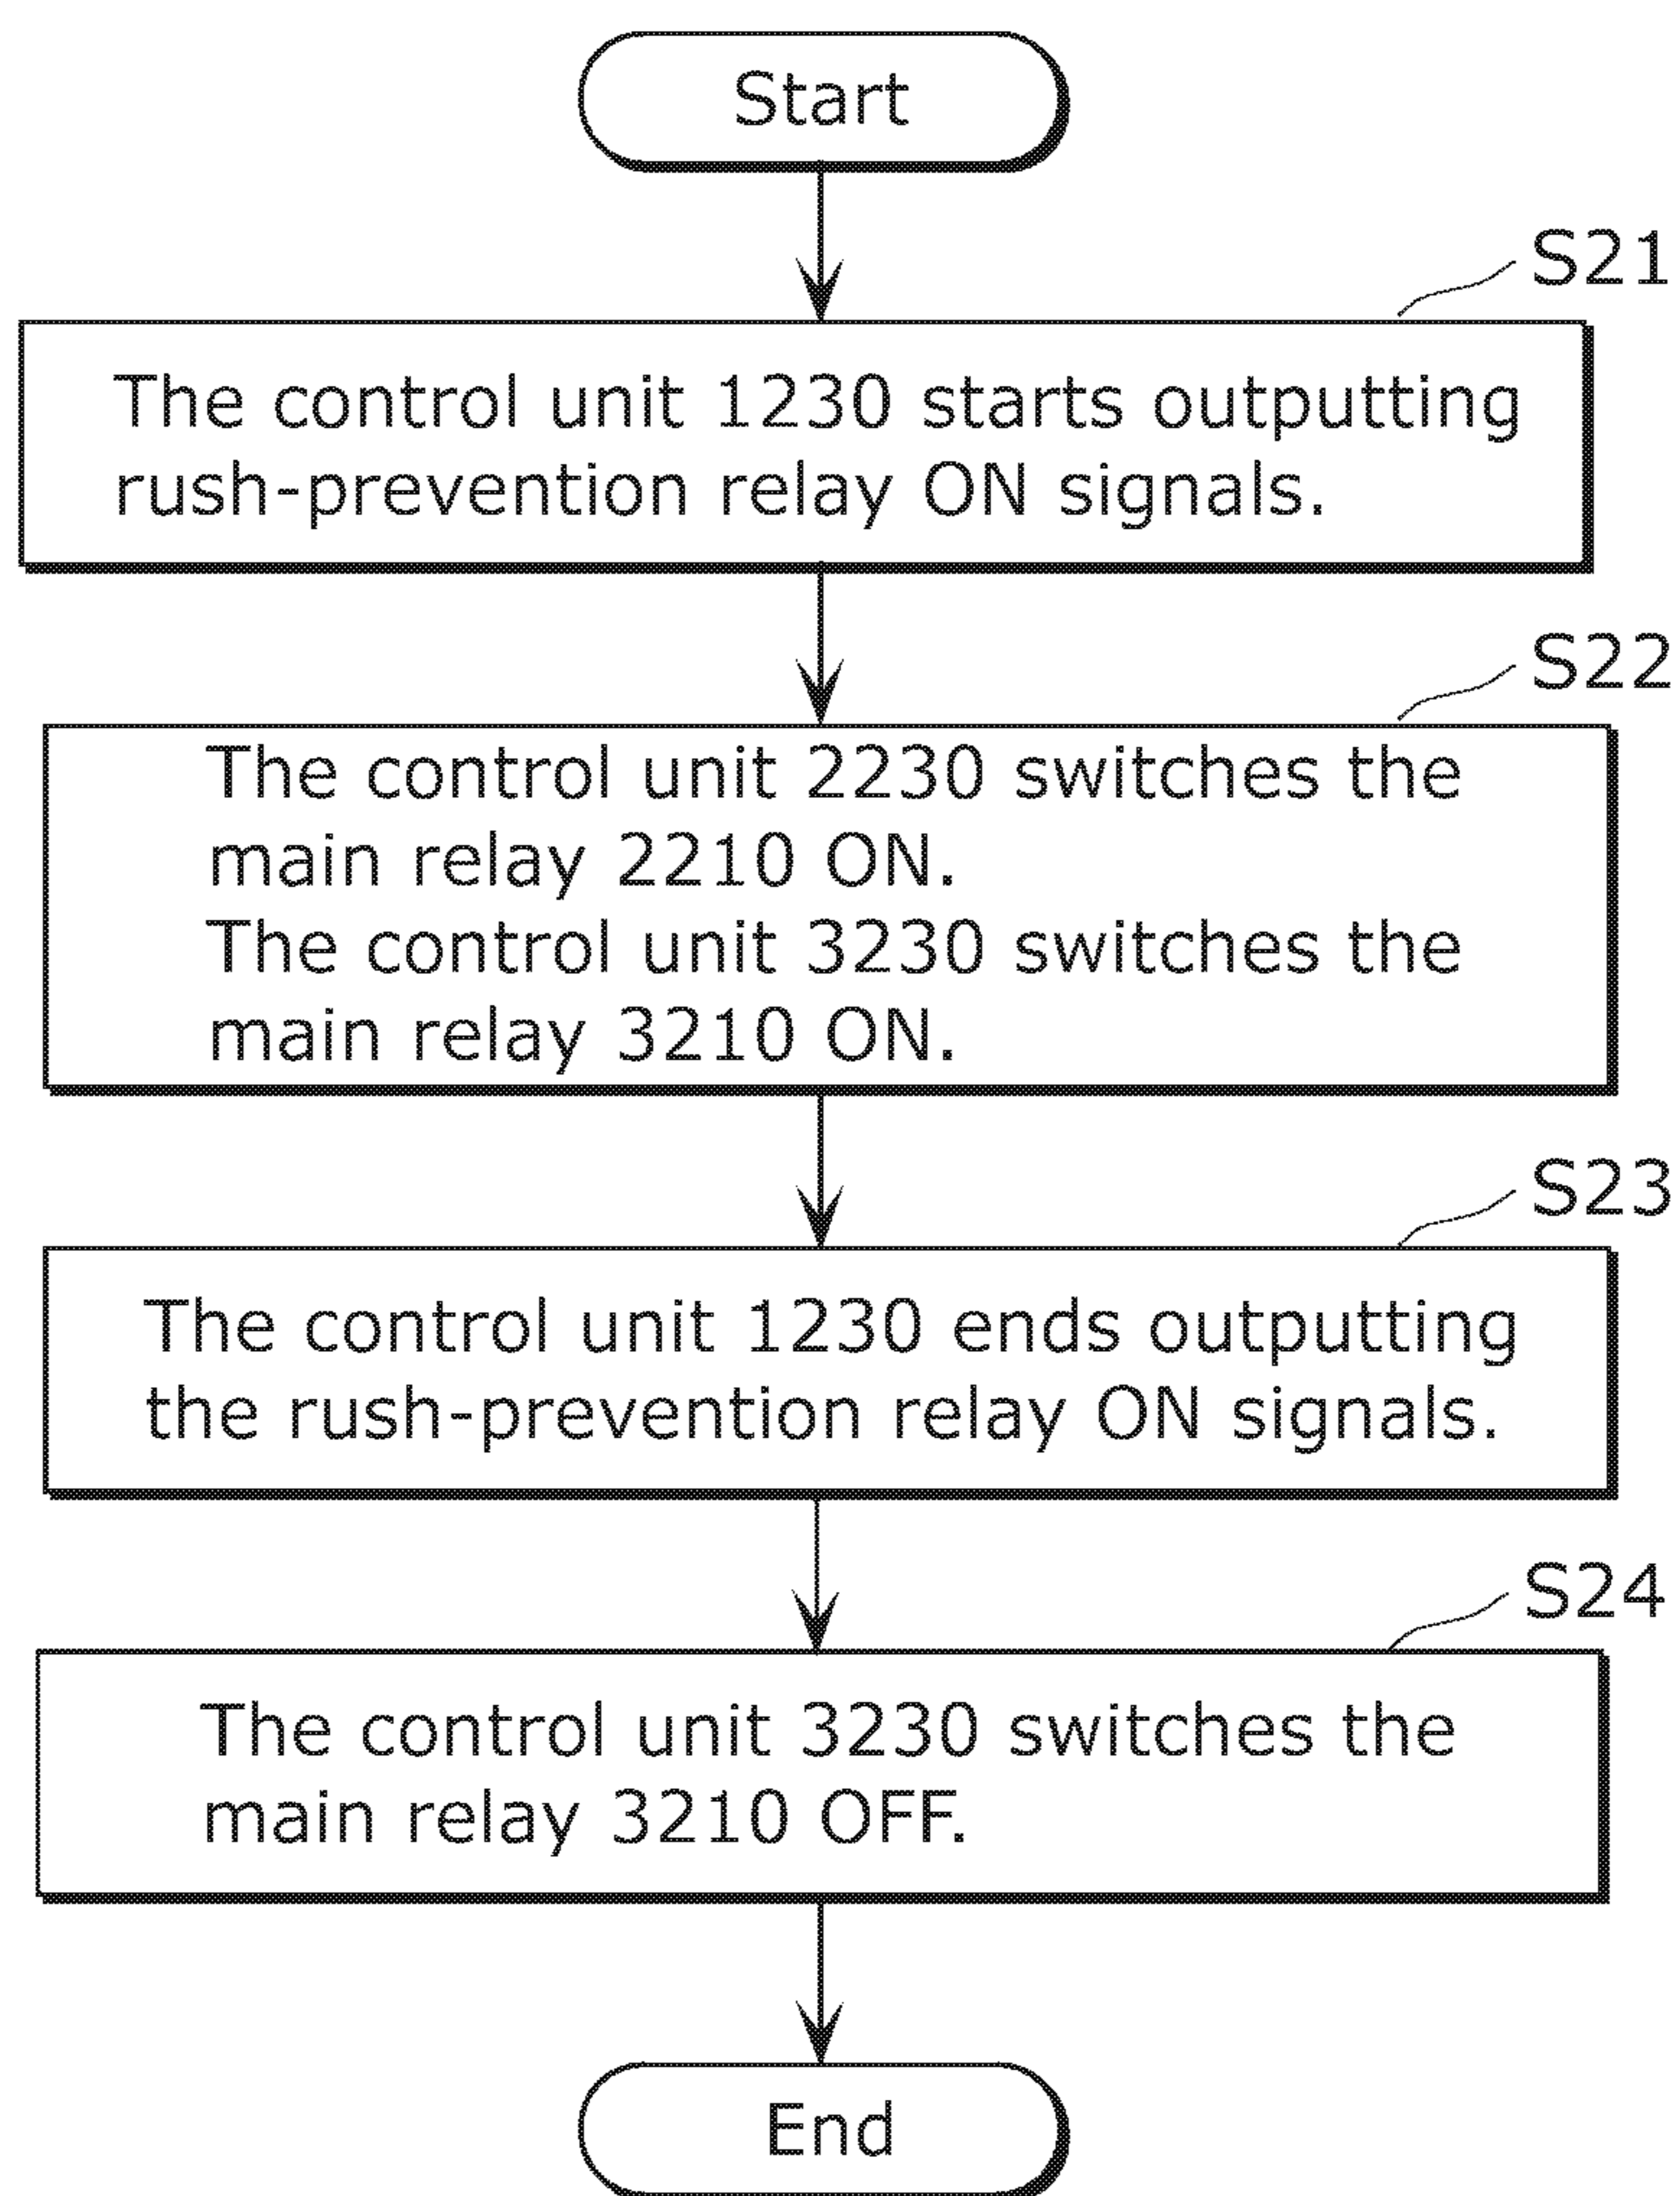 Start
S21
The control unit 1230 starts outputting
rush-prevention relay ON signals.
S22
The control unit 2230 switches the
main relay 2210 ON.
The control unit 3230 switches the
main relay 3210 ON.
S23
The control unit 1230 ends outputting
the rush-prevention relay ON signals.
S24
The control unit 3230 switches the
main relay 3210 OFF.
End